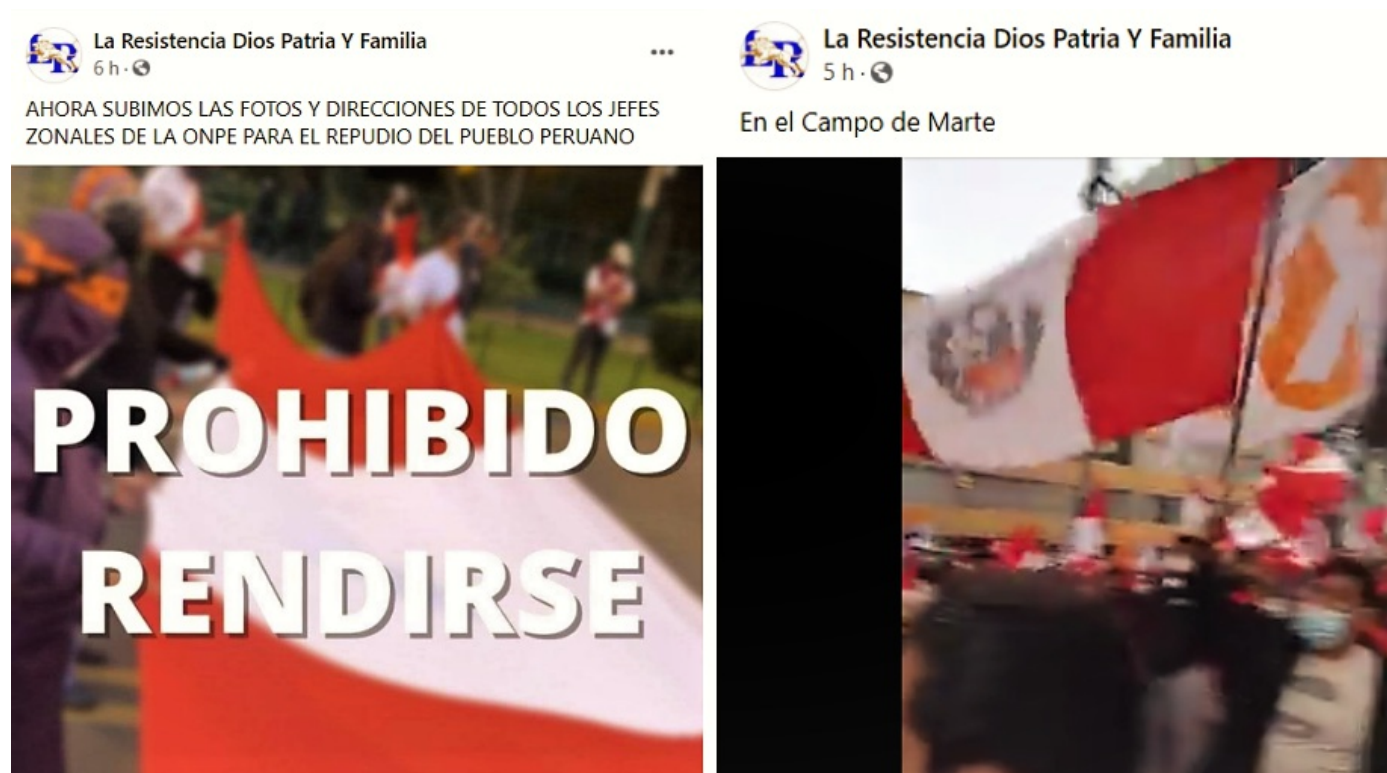 La Resistencia Dios Patria Y Familia
6 h
AHORA SUBIMOS LAS FOTOS Y DIRECCIONES DE TODOS LOS JEFES
ZONALES DE LA ONPE PARA EL REPUDIO DEL PUEBLO PERUANO
PROHIBIDO
RENDIRSE
La Resistencia Dios Patria Y Familia
5 h
En el Campo de Marte